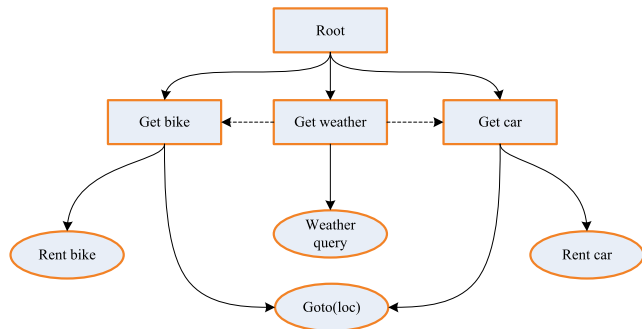 Root
Get bike
Get weather
Get car
Weather
query
Rent bike
Rent car
Goto(loc)